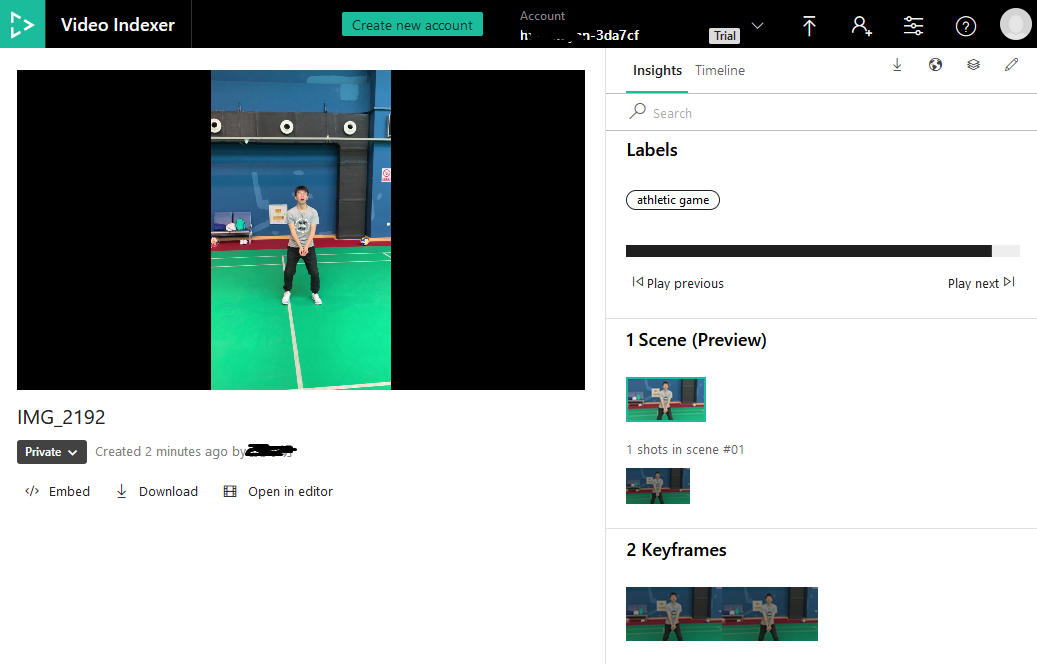 Video Indexer
Create new account
Account
n-3da7cf
Trial
Insights
Timeline
Search
Labels
athletic game
Play previous
Play next
1 Scene (Preview)
1 shots in scene #01
2 Keyframes
IMG_2192
Private
Created 2 minutes ago by
Embed
Download
Open in editor